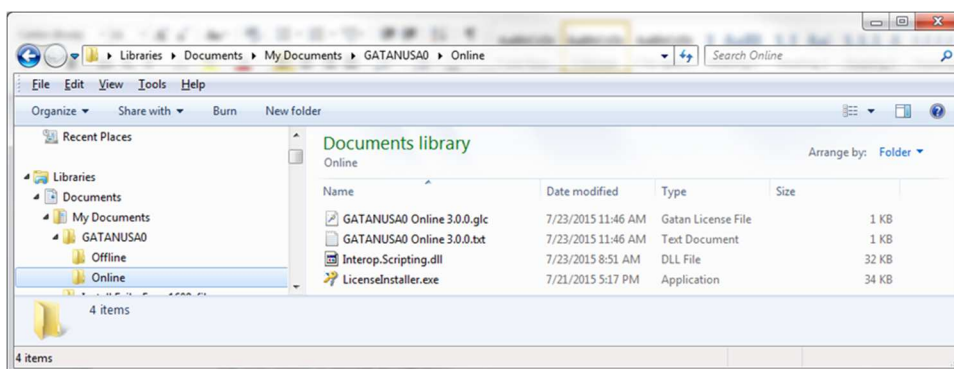 Libraries Documents My Documents GATANUSA0 Online Search Online
File Edit View Tools Help
Organize Share with Burn New folder
Recent Places
Libraries
Documents
My Documents
GATANUSA0
Offline
Online
Documents library
Online
Arrange by: Folder
Name Date modified Type Size
GATANUSA0 Online 3.0.0.glc 7/23/2015 11:46 AM Gatan License File 1 KB
GATANUSA0 Online 3.0.0.txt 7/23/2015 11:46 AM Text Document 1 KB
Interop.Scripting.dll 7/23/2015 8:51 AM DLL File 32 KB
LicenseInstaller.exe 7/21/2015 5:17 PM Application 34 KB
4 items
4 items